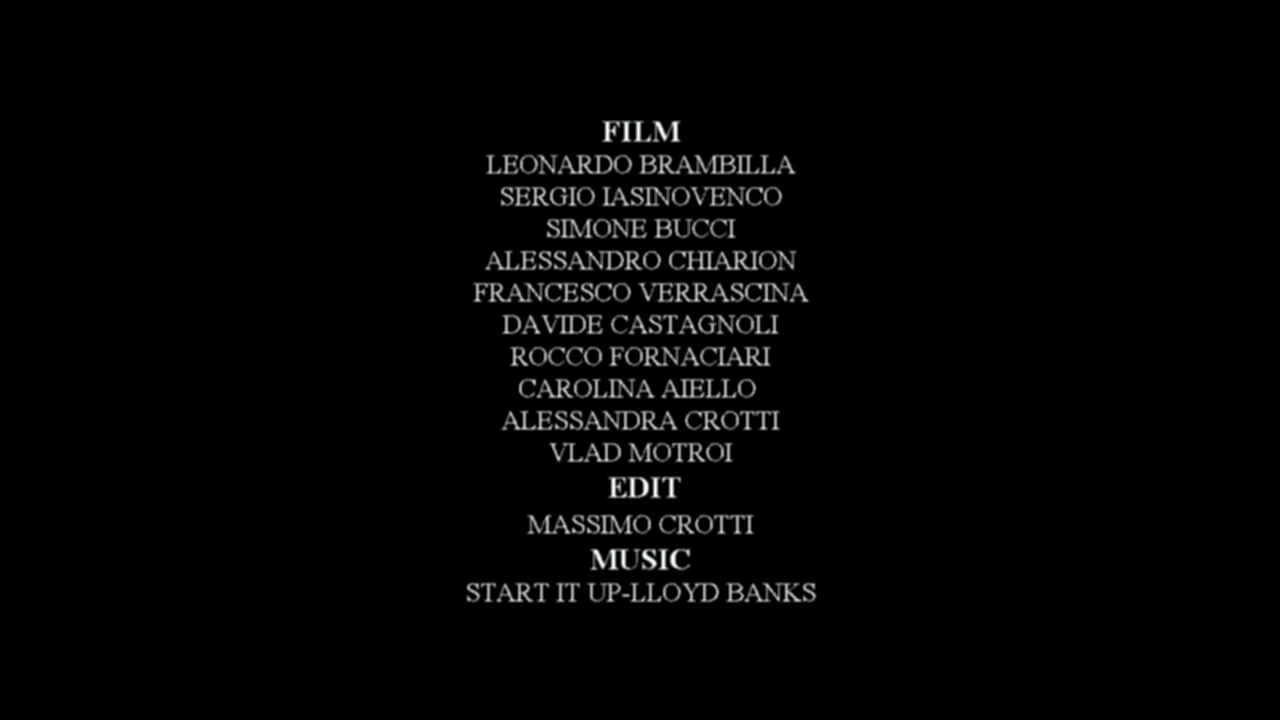 FILM
LEONARDO BRAMBILLA
SERGIO IASINOVENCO
SIMONE BUCCI
ALESSANDRO CHIARION
FRANCESCO VERRASCINA
DAVIDE CASTAGNOLI
ROCCO FORNACIARI
CAROLINA AIELLO
ALESSANDRA CROTTI
VLAD MOTROI
EDIT
MASSIMO CROTTI
MUSIC
START IT UP-LLOYD BANKS